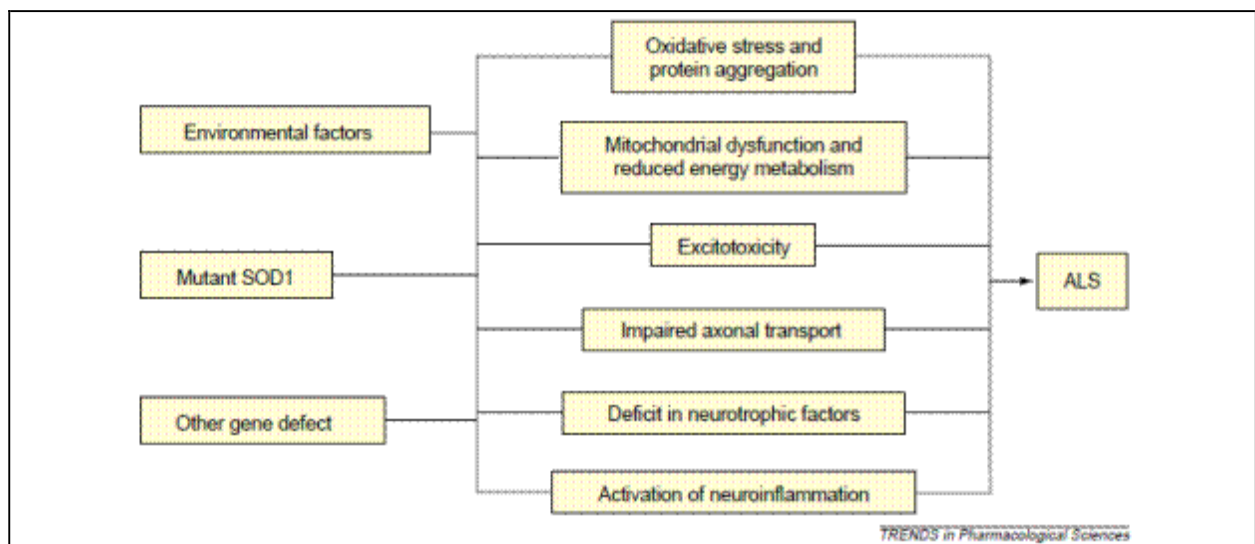 Oxidative stress and
protein aggregation
Environmental factors
Mitochondrial dysfunction and
reduced energy metabolism
Excitotoxicity
Mutant SOD1
ALS
Impaired axonal transport
Other gene defect
Deficit in neurotrophic factors
Activation of neuroinflammation
TRENDS in Pharmacological Sciences